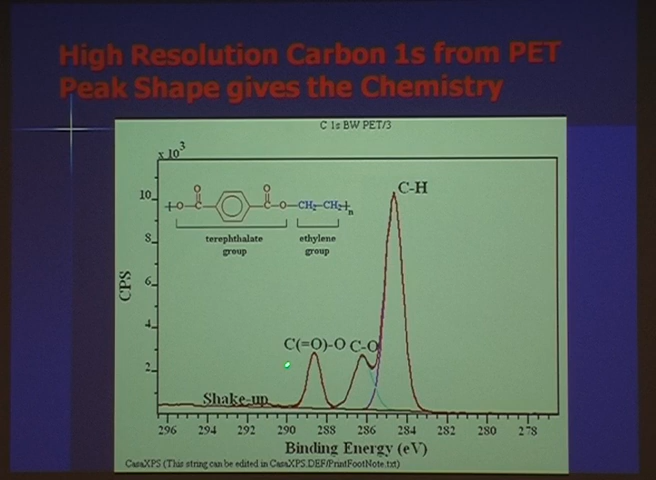 High Resolution Carbon 1s from PET
Peak Shape gives the Chemistry
C 1s BW PET/3
x 10³
C-H
O
O
O
C
C
O
CH₂
CH₂
n
terephthalate
group
ethylene
group
10
8
6
4
2
CPS
C(=O)-O
C-O
Shake-up
296
294
292
290
288
286
284
282
280
278
Binding Energy (eV)
CasaXPS (This string can be edited in CasaXPS.DEF/PrintFootNote.txt)